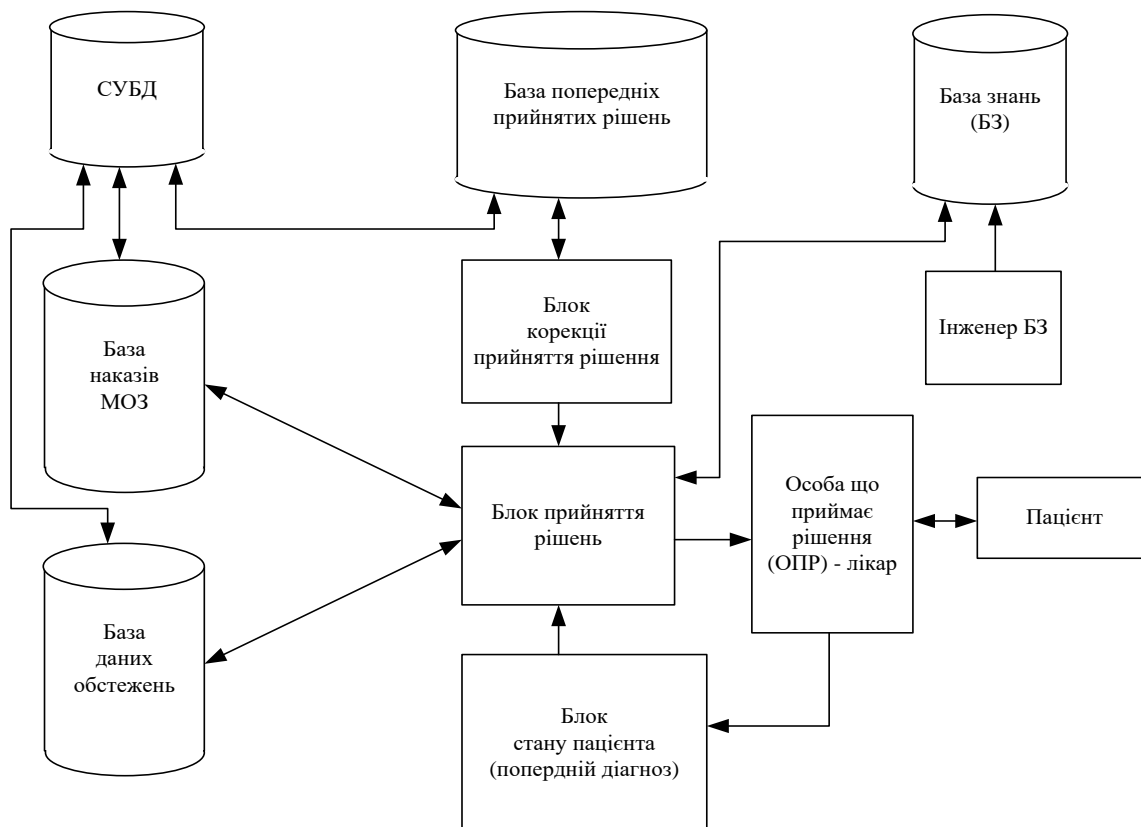 СУБД
База попередніх
прийнятих рішень
База знань
(БЗ)
База
наказів
МОЗ
Блок
корекції
прийняття рішення
Інженер БЗ
Блок прийняття
рішень
Особа що
приймає
рішення
(ОПР) - лікар
Пацієнт
База
даних
обстежень
Блок
стану пацієнта
(попердній діагноз)